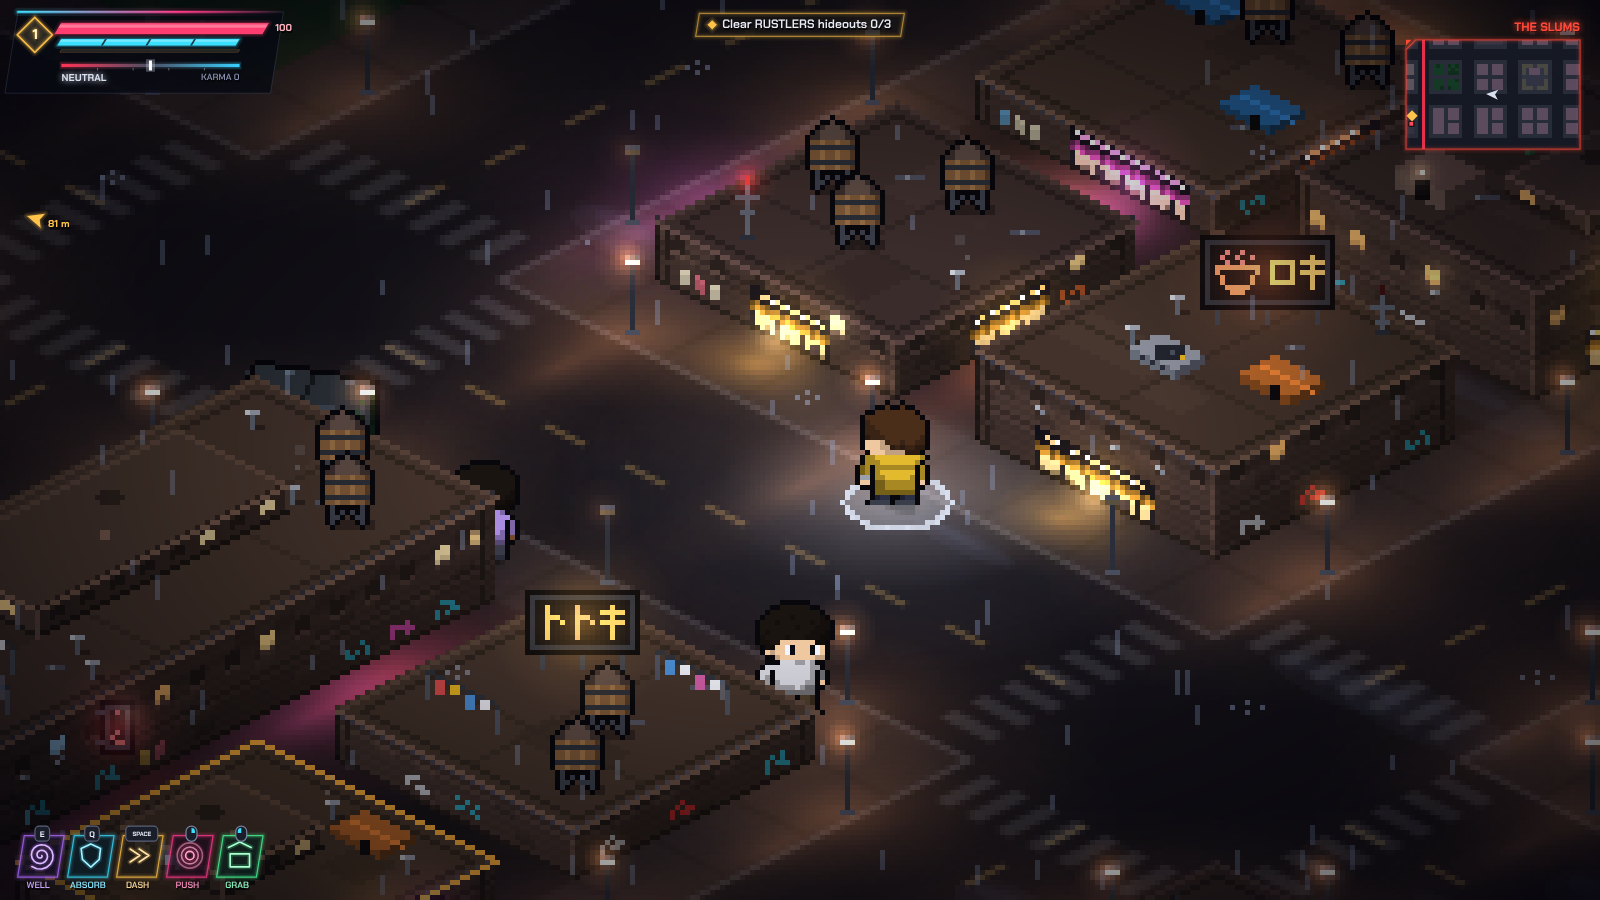 1
100
NEUTRAL
KARMA 0
Clear RUSTLERS hideouts 0/3
THE SLUMS
81 m
ロキ
トトキ
E
Q
SPACE
WELL
ABSORB
DASH
PUSH
GRAB